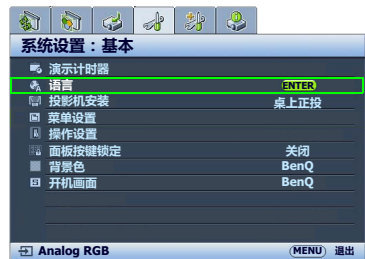 系统设置：基本
演示计时器
语言 ENTER
投影机安装 桌上正投
菜单设置
操作设置
面板按键锁定 关闭
背景色 BenQ
开机画面 BenQ
Analog RGB MENU 退出